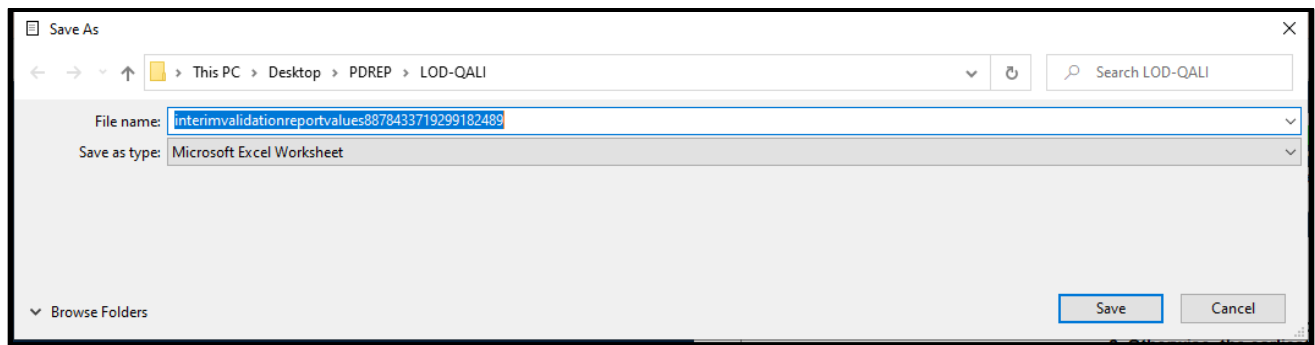 Save As
> This PC > Desktop > PDREP > LOD-QALI
Search LOD-QALI
File name: interimvalidationreportvalues8878433719299182489
Save as type: Microsoft Excel Worksheet
Browse Folders
Save
Cancel